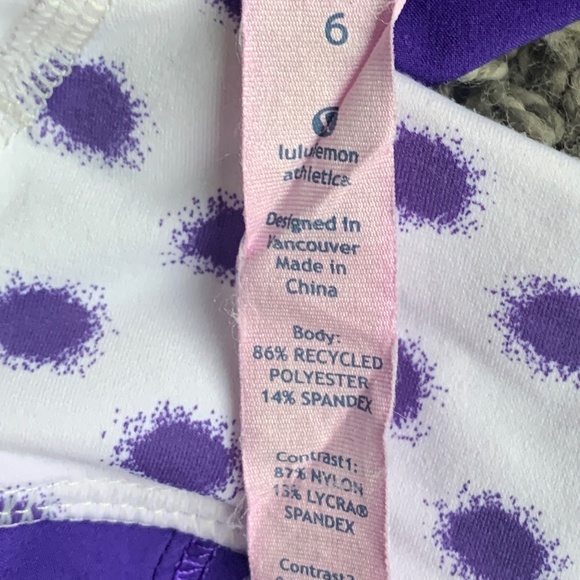 6
lululemon
athletica
Designed in
Vancouver
Made in
China
Body:
86% RECYCLED
POLYESTER
14% SPANDEX
Contrast1:
87% NYLON
13% LYCRA®
SPANDEX
Contrast2